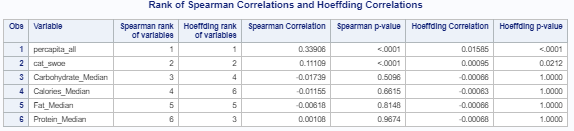 Rank of Spearman Correlations and Hoeffding Correlations
Obs Variable Spearman rank of variables Hoeffding rank of variables Spearman Correlation Spearman p-value Hoeffding Correlation Hoeffding p-value
1 percapita_all 1 1 0.33906 <.0001 0.01585 <.0001
2 cat_swoe 2 2 0.11109 <.0001 0.00095 0.0212
3 Carbohydrate_Median 3 4 -0.01739 0.5096 -0.00066 1.0000
4 Calories_Median 4 6 -0.01155 0.6615 -0.00063 1.0000
5 Fat_Median 5 5 -0.00618 0.8148 -0.00066 1.0000
6 Protein_Median 6 3 0.00108 0.9674 -0.00068 1.0000